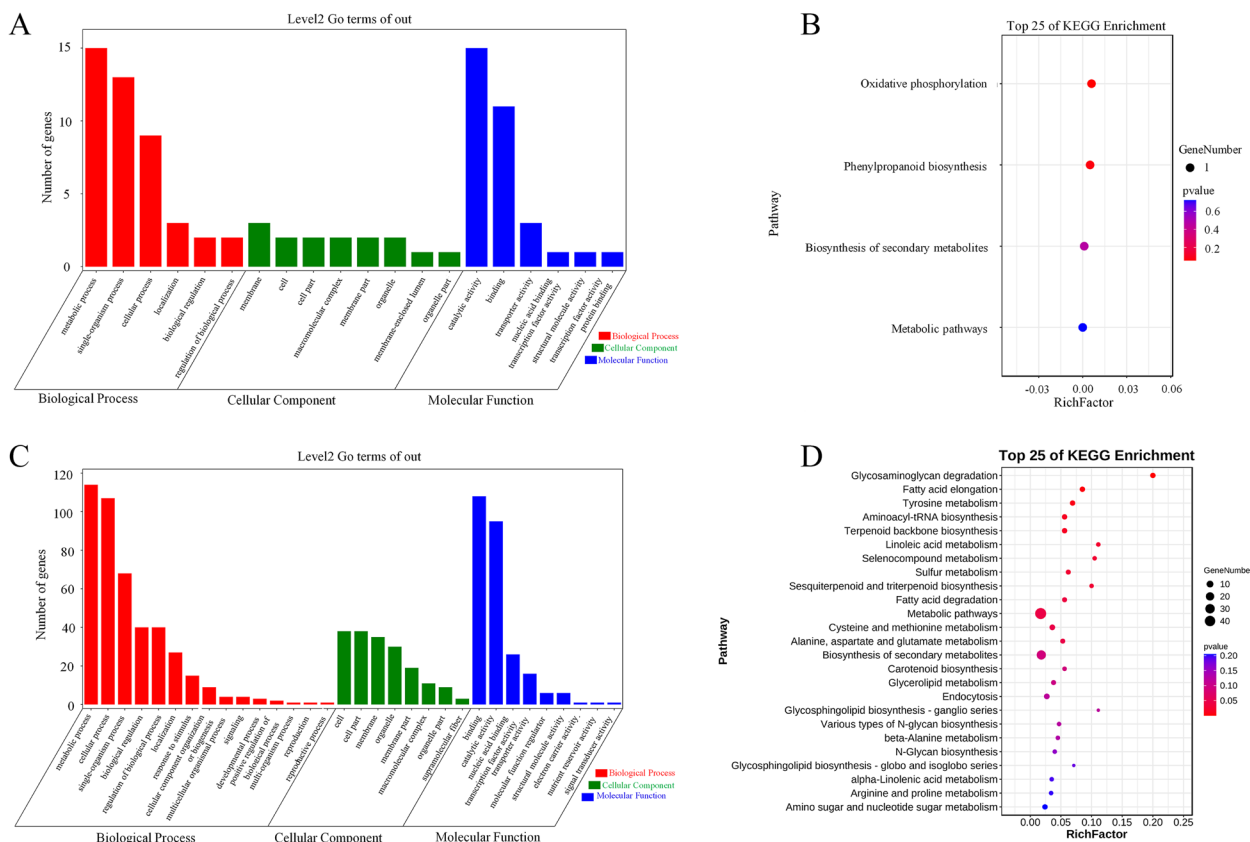 A
Level2 Go terms of out
Number of genes
15
10
5
0
metabolic process
single-organism process
cellular process
localization
biological regulation
regulation of biological process
membrane
cell
cell part
macromolecular complex
membrane part
organelle
membrane-enclosed lumen
organelle part
catalytic activity
binding
transporter activity
nucleic acid binding
transcription factor activity
structural molecule activity
transcription factor activity
protein binding
Biological Process
Cellular Component
Molecular Function
Biological Process
Cellular Component
Molecular Function
B
Top 25 of KEGG Enrichment
Pathway
Oxidative phosphorylation
Phenylpropanoid biosynthesis
Biosynthesis of secondary metabolites
Metabolic pathways
-0.03 0.00 0.03 0.06
RichFactor
GeneNumber
1
pvalue
0.6
0.4
0.2
C
Level2 Go terms of out
Number of genes
120
100
80
60
40
20
0
metabolic process
cellular process
single-organism process
biological regulation
regulation of biological process
localization
response to stimulus
cellular component organization
or biogenesis
multicellular organismal process
signaling
developmental process
positive regulation of
biological process
multi-organism process
reproduction
reproductive process
cell
cell part
membrane
organelle
membrane part
macromolecular complex
organelle part
supramolecular fiber
binding
catalytic activity
nucleic acid binding
transcription factor activity
transporter activity
molecular function regulartor
structural molecule activity
electron carrier activity.
nutrient reservoir activity
signal transducer activity
Biological Process
Cellular Component
Molecular Function
Biological Process
Cellular Component
Molecular Function
D
Top 25 of KEGG Enrichment
Pathway
Glycosaminoglycan degradation
Fatty acid elongation
Tyrosine metabolism
Aminoacyl-tRNA biosynthesis
Terpenoid backbone biosynthesis
Linoleic acid metabolism
Selenocompound metabolism
Sulfur metabolism
Sesquiterpenoid and triterpenoid biosynthesis
Fatty acid degradation
Metabolic pathways
Cysteine and methionine metabolism
Alanine, aspartate and glutamate metabolism
Biosynthesis of secondary metabolites
Carotenoid biosynthesis
Glycerolipid metabolism
Endocytosis
Glycosphingolipid biosynthesis - ganglio series
Various types of N-glycan biosynthesis
beta-Alanine metabolism
N-Glycan biosynthesis
Glycosphingolipid biosynthesis - globo and isoglobo series
alpha-Linolenic acid metabolism
Arginine and proline metabolism
Amino sugar and nucleotide sugar metabolism
0.00 0.05 0.10 0.15 0.20 0.25
RichFactor
GeneNumbe
10
20
30
40
pvalue
0.20
0.15
0.10
0.05